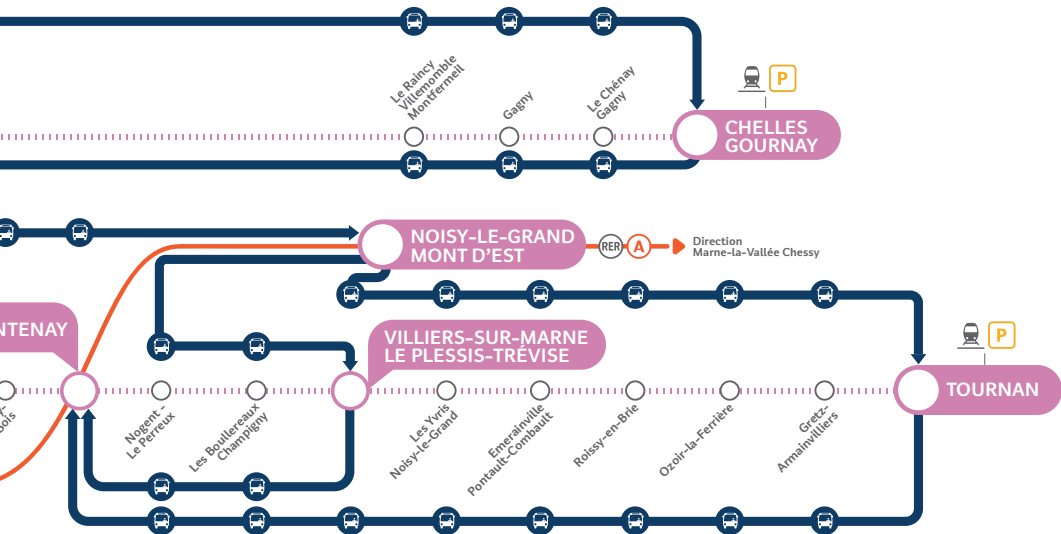 Le Raincy
Villemomble
Montfermeil
Gagny
Le Chénay
Gagny
P
CHELLES
GOURNAY
NOISY-LE-GRAND
MONT D'EST
RER
A
Direction
Marne-la-Vallée Chessy
NTENAY
VILLIERS-SUR-MARNE
LE PLESSIS-TRÉVISE
P
TOURNAN
Nogent -
Le Perreux
Les Boullereaux
Champigny
Les Yvris
Noisy-le-Grand
Emerainville
Pontault-Combault
Roissy-en-Brie
Ozoir-la-Ferrière
Gretz-
Armainvilliers